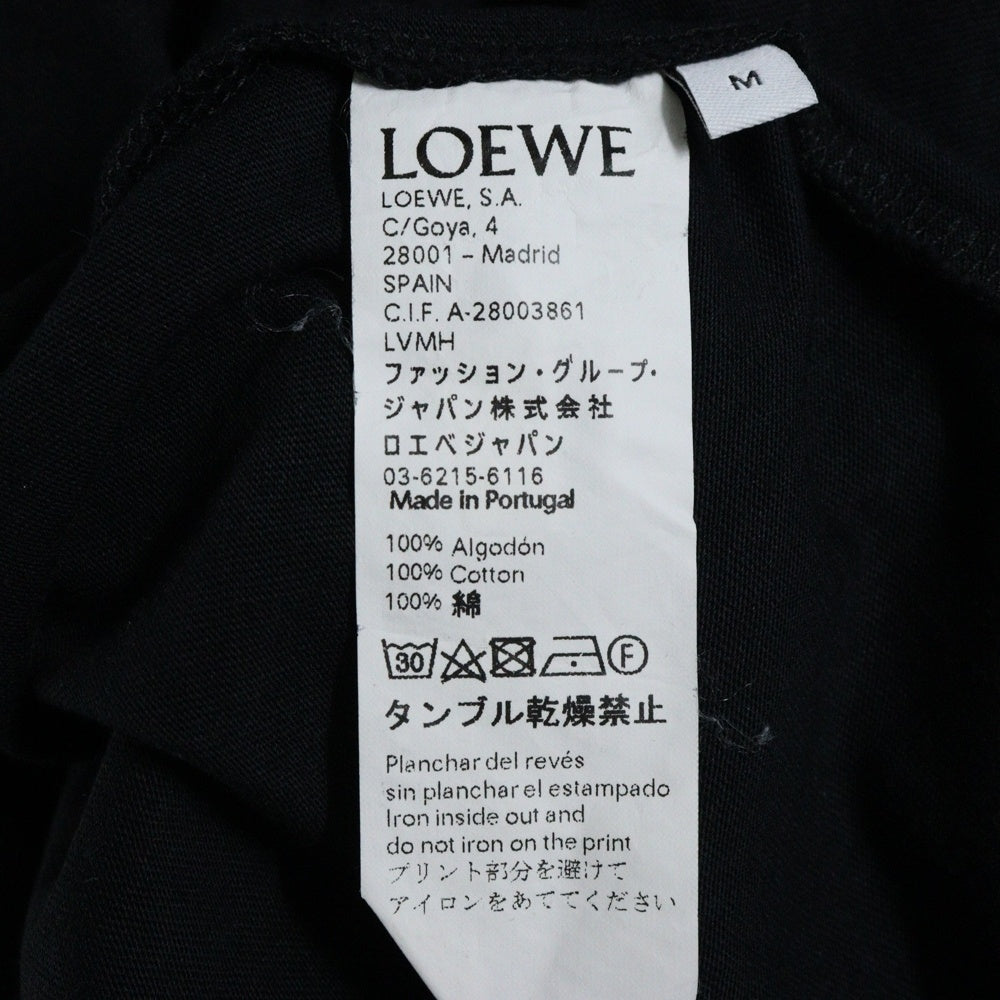 M
LOEWE
LOEWE, S.A.
C/Goya, 4
28001 – Madrid
SPAIN
C.I.F. A-28003861
LVMH
ファッション・グループ・
ジャパン株式会社
ロエベジャパン
03-6215-6116
Made in Portugal
100% Algodón
100% Cotton
100% 綿
30 F
タンブル乾燥禁止
Planchar del revés
sin planchar el estampado
Iron inside out and
do not iron on the print
プリント部分を避けて
アイロンをあててください